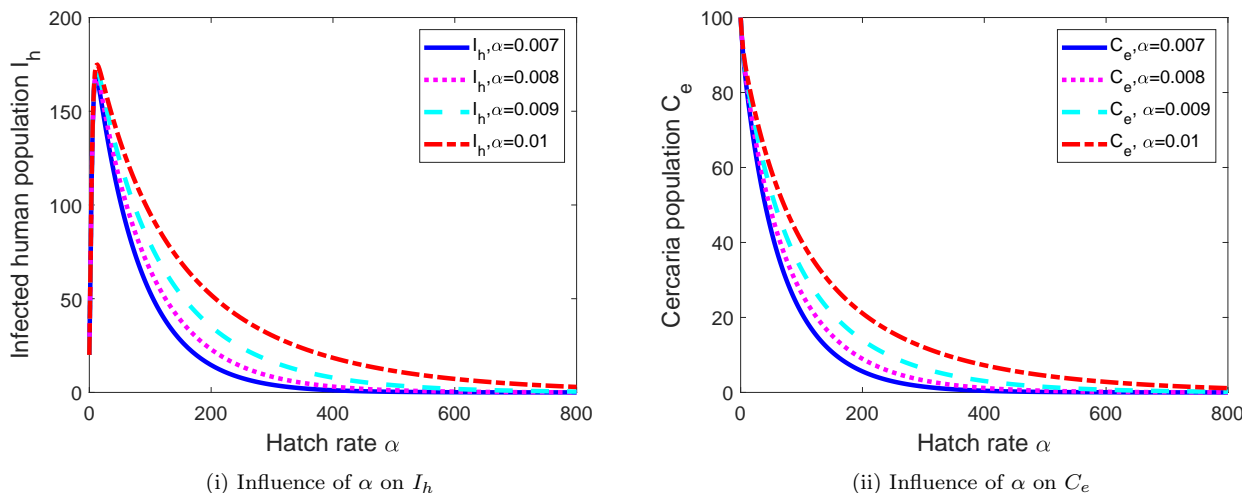 200
150
100
50
0
Infected human population I_h
I_h,α=0.007
I_h,α=0.008
I_h,α=0.009
I_h,α=0.01
0 200 400 600 800
Hatch rate α
(i) Influence of α on I_h
100
80
60
40
20
0
Cercaria population C_e
C_e,α=0.007
C_e,α=0.008
C_e, α=0.009
C_e, α=0.01
0 200 400 600 800
Hatch rate α
(ii) Influence of α on C_e